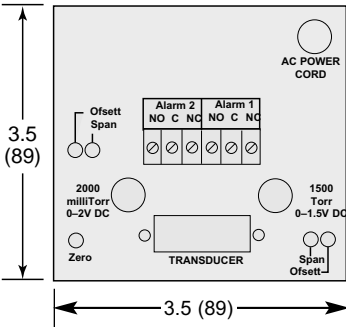 AC POWER
CORD
Ofsett
Span
Alarm 2 Alarm 1
NO C NC NO C NC
3.5
(89)
2000
milliTorr
0–2V DC
1500
Torr
0–1.5V DC
Zero
TRANSDUCER
Span
Ofsett
3.5 (89)